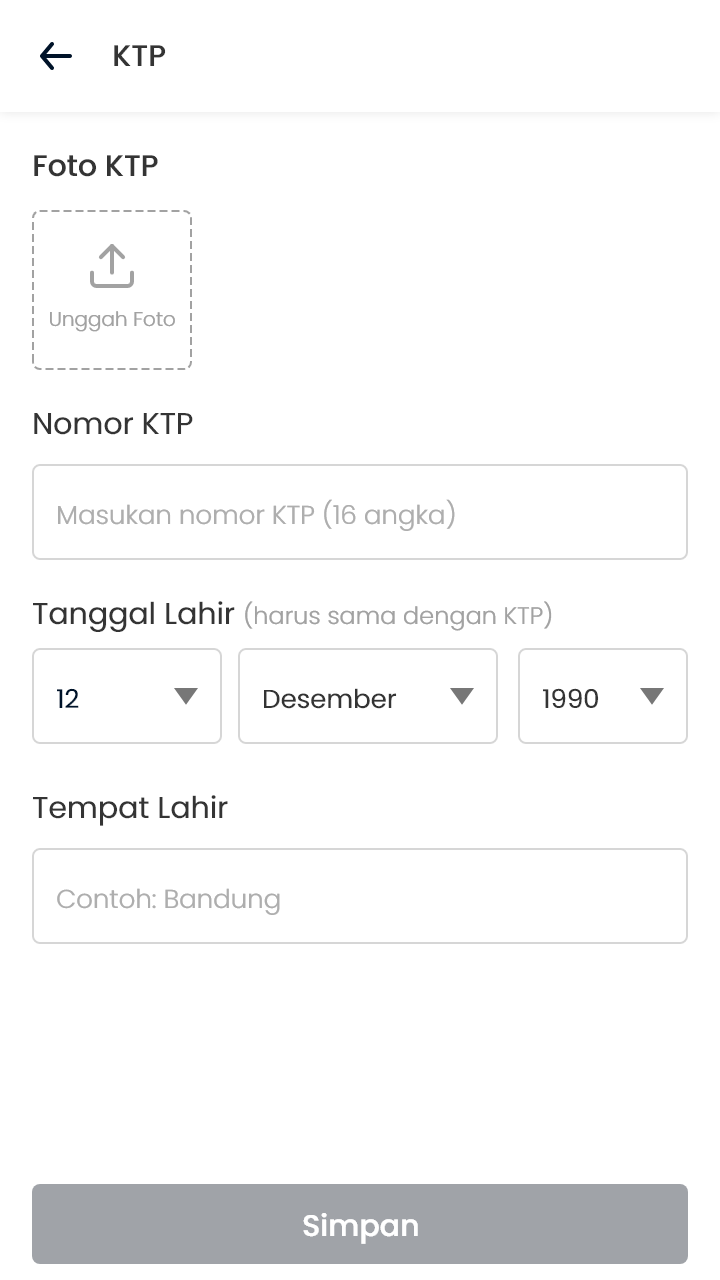 KTP
Foto KTP
Unggah Foto
Nomor KTP
Masukan nomor KTP (16 angka)
Tanggal Lahir (harus sama dengan KTP)
12 Desember 1990
Tempat Lahir
Contoh: Bandung
Simpan